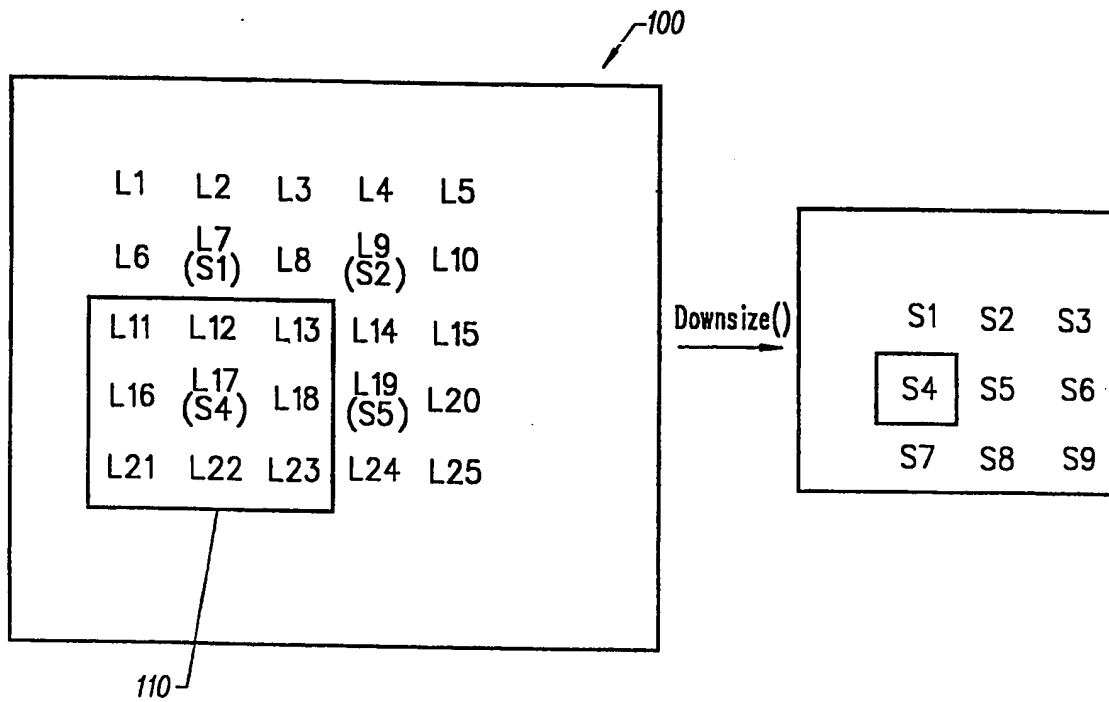 100
L1 L2 L3 L4 L5
L6 L7 (S1) L8 L9 (S2) L10
L11 L12 L13 L14 L15
L16 L17 (S4) L18 L19 (S5) L20
L21 L22 L23 L24 L25
110
Downsize()
S1 S2 S3
S4 S5 S6
S7 S8 S9